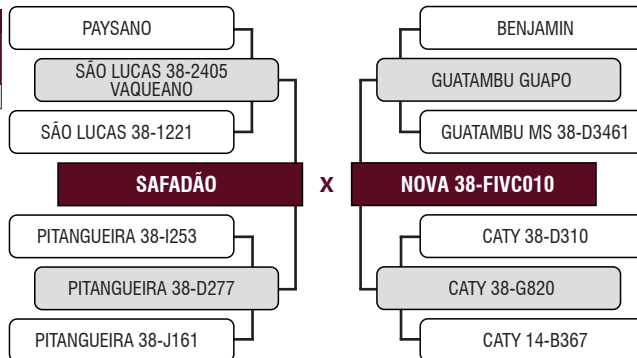 PAYSANO
SÃO LUCAS 38-2405
VAQUEANO
SÃO LUCAS 38-1221
SAFADÃO
PITANGUEIRA 38-I253
PITANGUEIRA 38-D277
PITANGUEIRA 38-J161
X
BENJAMIN
GUATAMBU GUAPO
GUATAMBU MS 38-D3461
NOVA 38-FIVC010
CATY 38-D310
CATY 38-G820
CATY 14-B367